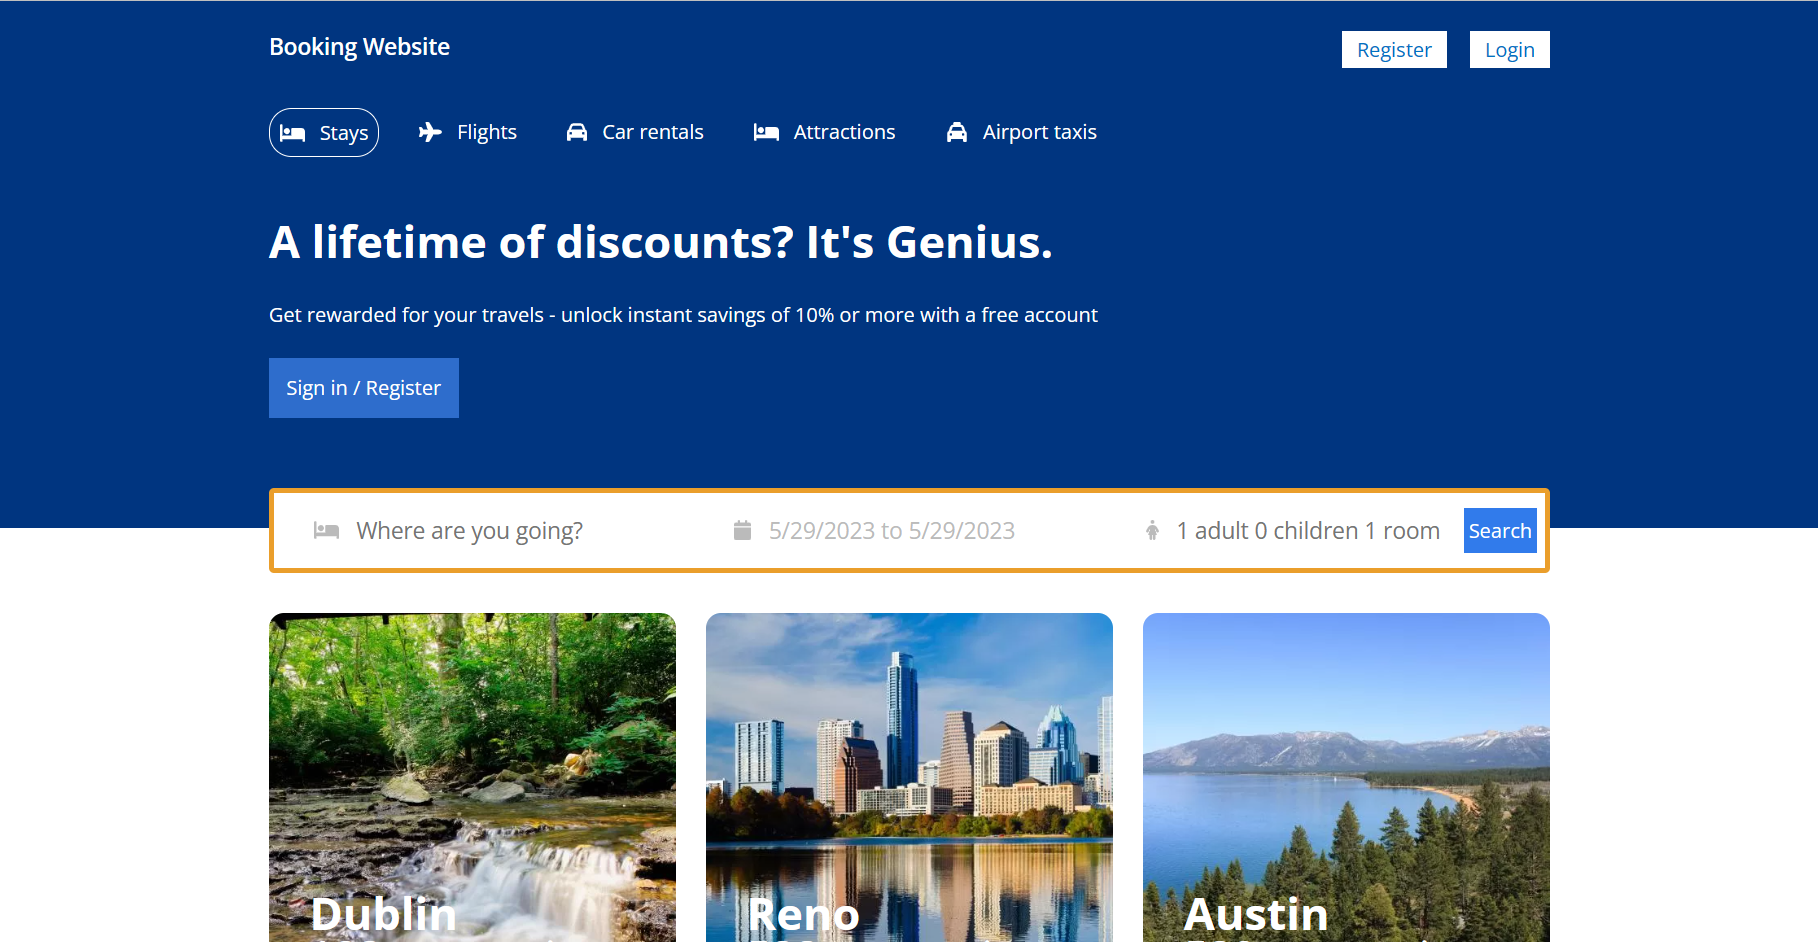 Booking Website
Register
Login
Stays
Flights
Car rentals
Attractions
Airport taxis
A lifetime of discounts? It's Genius.
Get rewarded for your travels - unlock instant savings of 10% or more with a free account
Sign in / Register
Where are you going?
5/29/2023 to 5/29/2023
1 adult 0 children 1 room
Search
Dublin
Reno
Austin